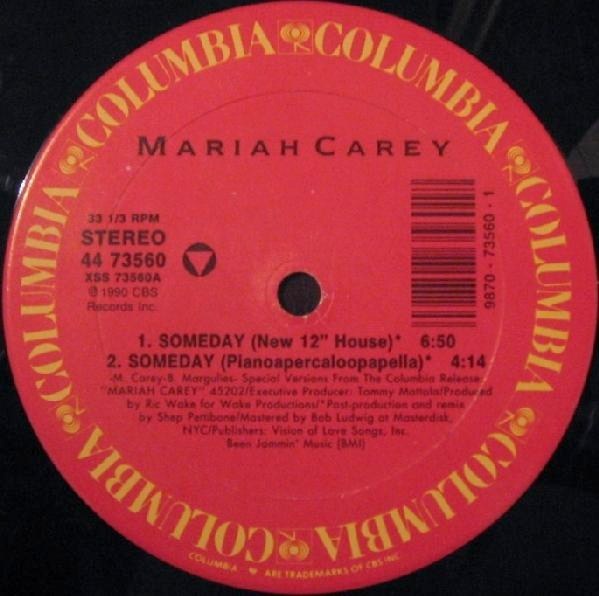 COLUMBIA COLUMBIA COLUMBIA COLUMBIA COLUMBIA COLUMBIA COLUMBIA COLUMBIA
MARIAH CAREY
33 1/3 RPM
STEREO
44 73560
XSS 73560A
℗ 1990 CBS
Records Inc.
9870 - 73560 - 1
1. SOMEDAY (New 12" House)* 6:50
2. SOMEDAY (Pianoapercaloopapella)* 4:14
-M. Carey-B. Margulies- Special Versions From The Columbia Release:
"MARIAH CAREY" 45202/Executive Producer: Tommy Mottola/Produced
by Ric Wake for Wake Productions/*Post-production and remix
by Shep Pettibone/Mastered by Bob Ludwig at Masterdisk,
NYC/Publishers: Vision of Love Songs, Inc.
Been Jammin' Music (BMI)
COLUMBIA ARE TRADEMARKS OF CBS INC.